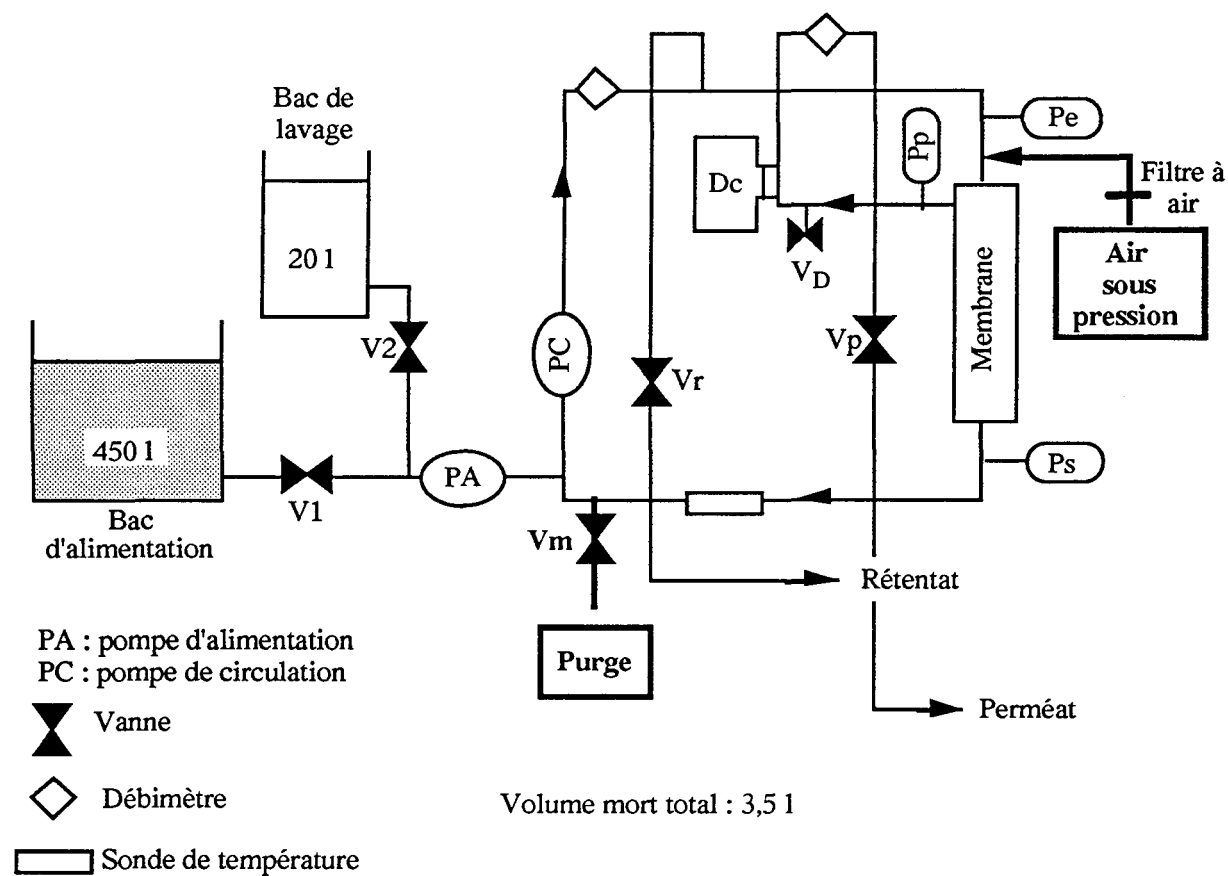 Bac de
lavage
20 l
V2
450 l
V1
Bac
d'alimentation
PA
PC
Vm
Purge
Vr
Dc
V_D
Pp
Vp
Pe
Filtre à
air
Air
sous
pression
Membrane
Ps
Rétentat
Perméat
PA : pompe d'alimentation
PC : pompe de circulation
Vanne
Débimètre
Sonde de température
Volume mort total : 3,5 l